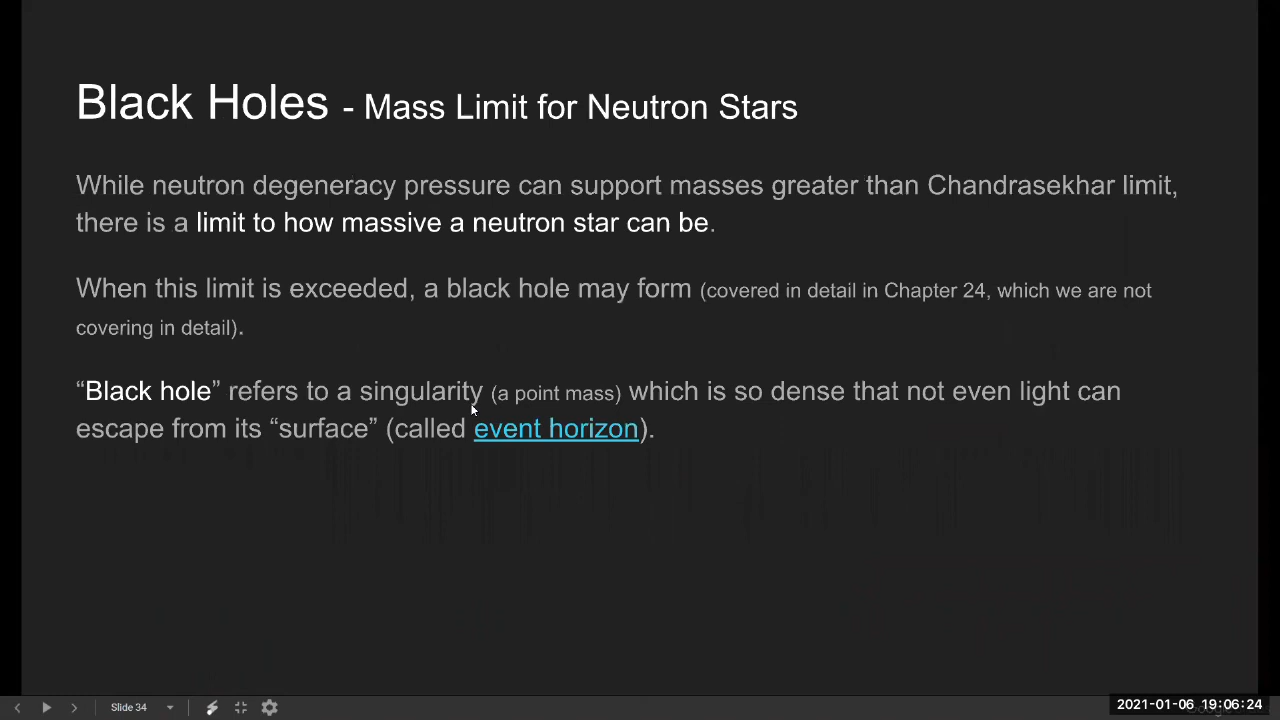 Black Holes - Mass Limit for Neutron Stars
While neutron degeneracy pressure can support masses greater than Chandrasekhar limit,
there is a limit to how massive a neutron star can be.
When this limit is exceeded, a black hole may form (covered in detail in Chapter 24, which we are not
covering in detail).
“Black hole” refers to a singularity (a point mass) which is so dense that not even light can
escape from its “surface” (called event horizon).
Slide 34
2021-01-06 19:06:24